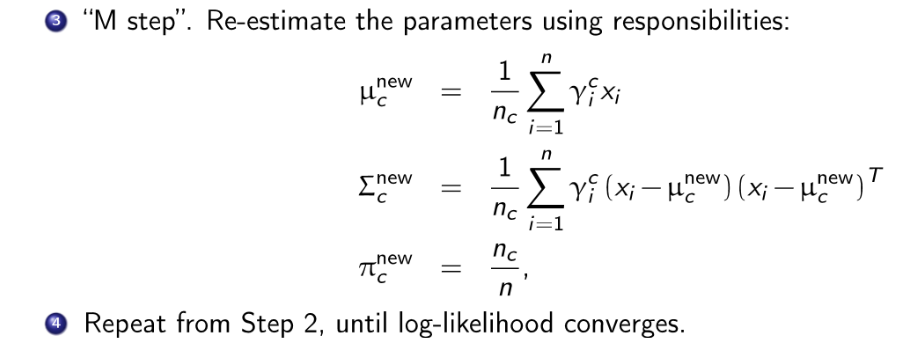 3 “M step”. Re-estimate the parameters using responsibilities:
μ_c^new = 1/n_c ∑_{i=1}^n γ_i^c x_i
Σ_c^new = 1/n_c ∑_{i=1}^n γ_i^c (x_i − μ_c^new) (x_i − μ_c^new)^T
π_c^new = n_c/n,
4 Repeat from Step 2, until log-likelihood converges.